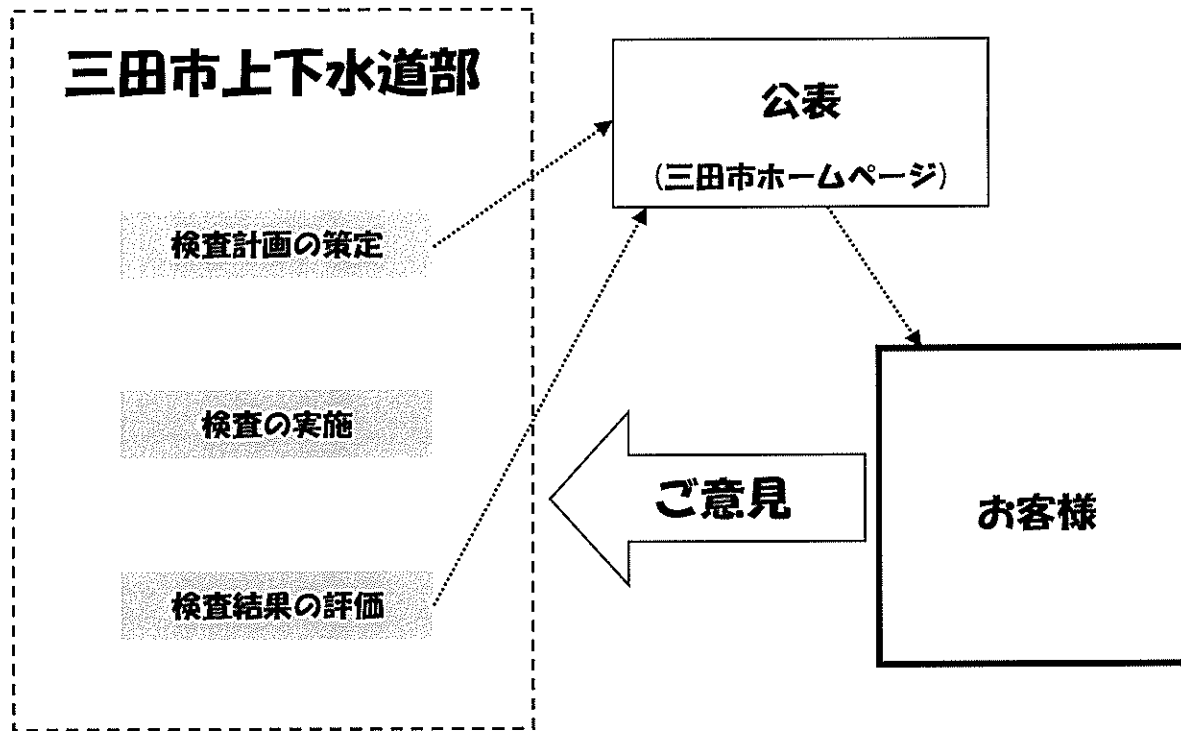 三田市上下水道部
公表
(三田市ホームページ)
検査計画の策定
検査の実施
ご意見
お客様
検査結果の評価